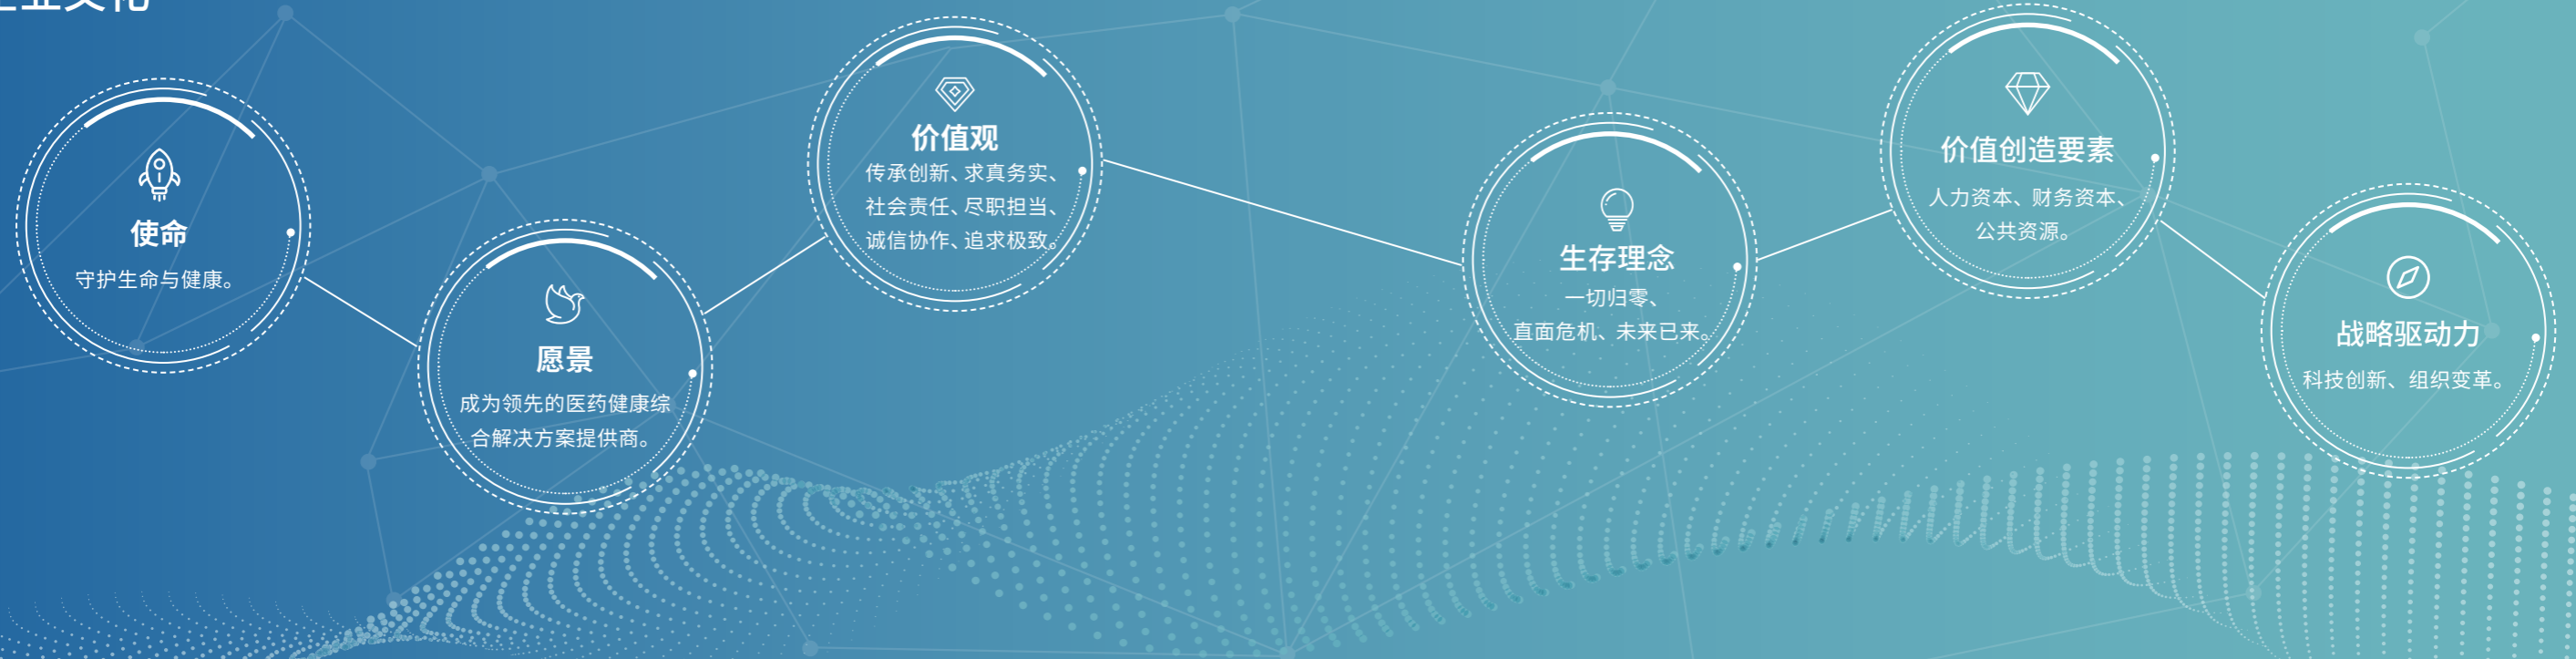 企业文化
使命
守护生命与健康。
愿景
成为领先的医药健康综
合解决方案提供商。
价值观
传承创新、求真务实、
社会责任、尽职担当、
诚信协作、追求极致。
生存理念
一切归零、
直面危机、未来已来。
价值创造要素
人力资本、财务资本、
公共资源。
战略驱动力
科技创新、组织变革。